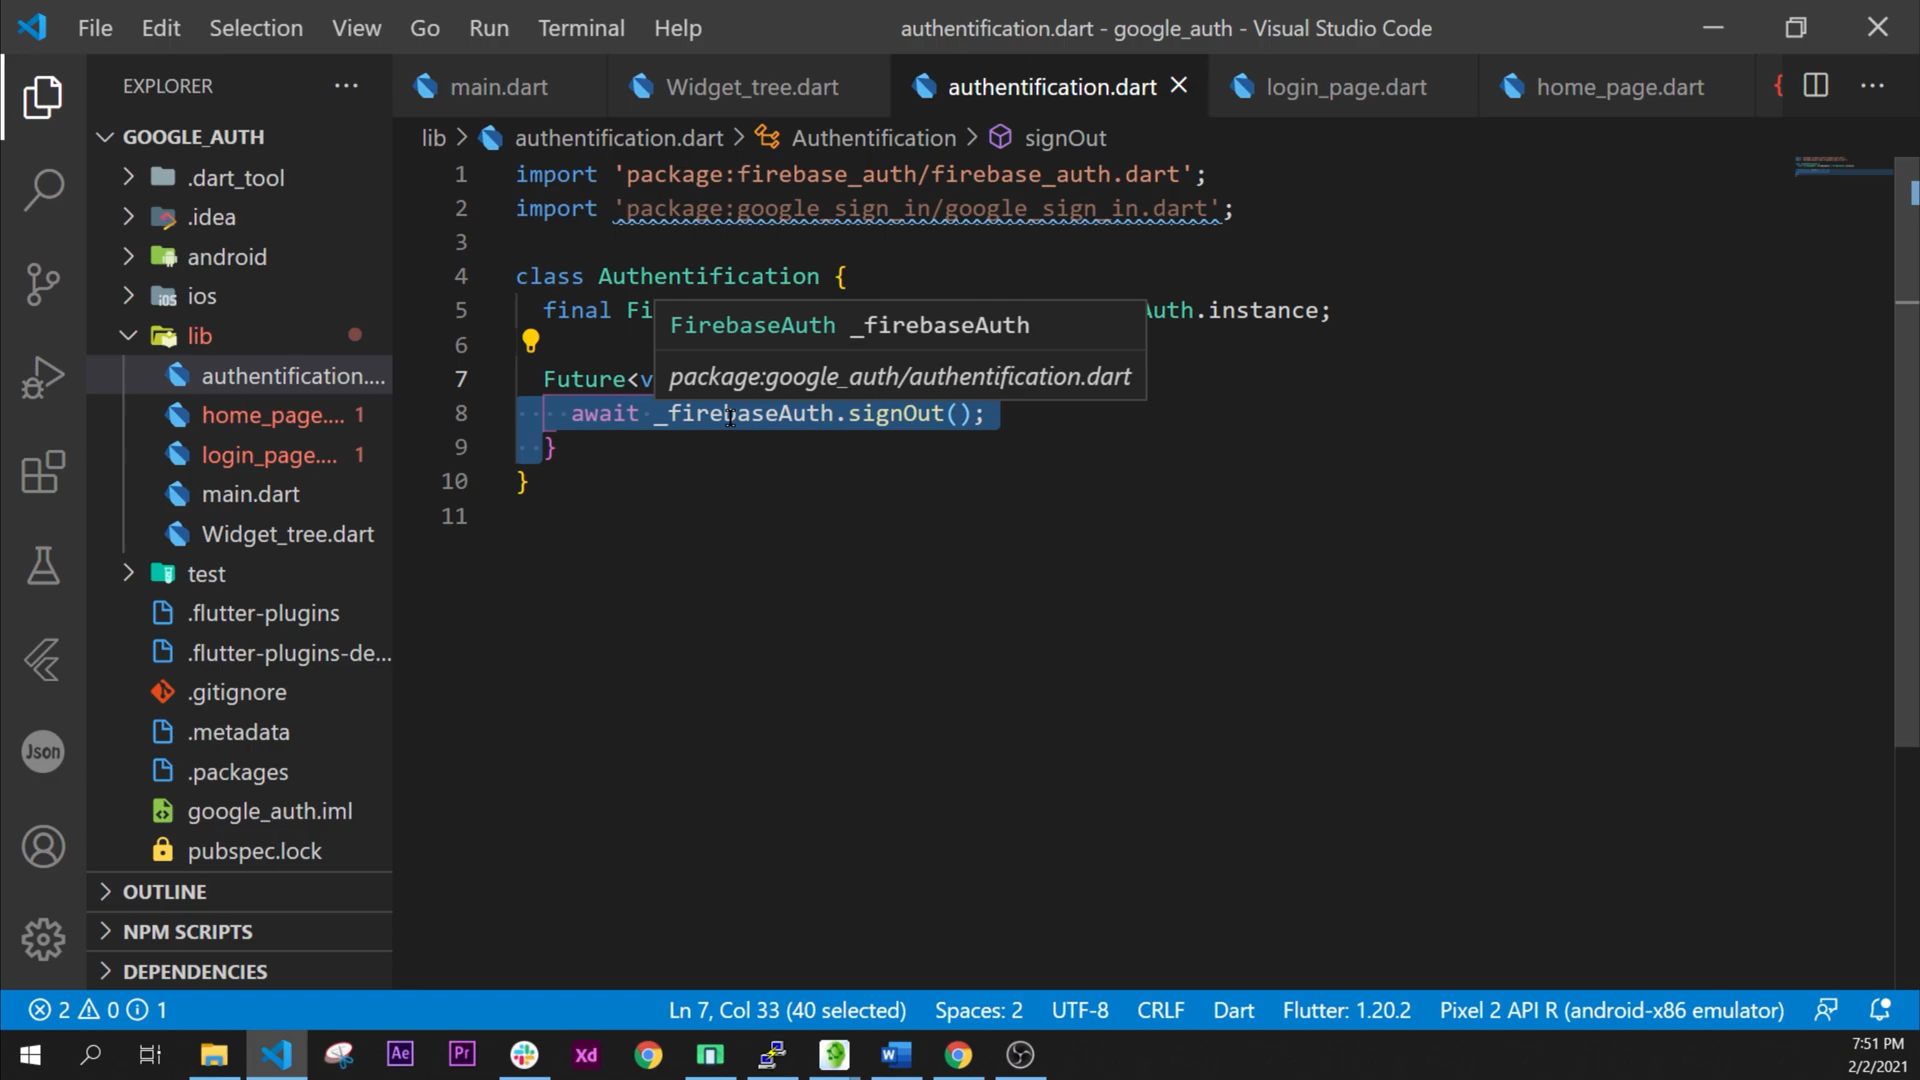 File Edit Selection View Go Run Terminal Help authentification.dart - google_auth - Visual Studio Code
EXPLORER
GOOGLE_AUTH
.dart_tool
.idea
android
ios
lib
authentification....
home_page.... 1
login_page.... 1
main.dart
Widget_tree.dart
test
.flutter-plugins
.flutter-plugins-de...
.gitignore
.metadata
.packages
google_auth.iml
pubspec.lock
OUTLINE
NPM SCRIPTS
DEPENDENCIES
Json
main.dart Widget_tree.dart authentification.dart login_page.dart home_page.dart {
lib > authentification.dart > Authentification > signOut
1 import 'package:firebase_auth/firebase_auth.dart';
2 import 'package:google_sign_in/google_sign_in.dart';
3
4 class Authentification {
5 final Fi Auth.instance;
6
7 Future<v
8 await _firebaseAuth.signOut();
9 }
10 }
11
FirebaseAuth _firebaseAuth
package:google_auth/authentification.dart
2 0 1 Ln 7, Col 33 (40 selected) Spaces: 2 UTF-8 CRLF Dart Flutter: 1.20.2 Pixel 2 API R (android-x86 emulator)
Ae Pr Xd W
7:51 PM
2/2/2021